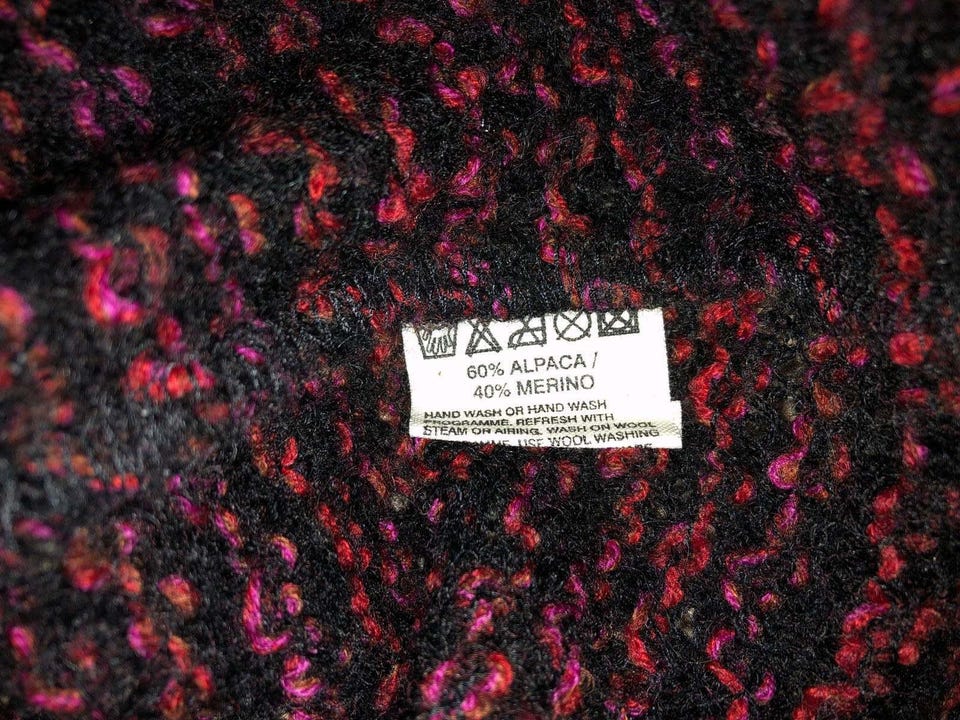 60% ALPACA /
40% MERINO
HAND WASH OR HAND WASH
PROGRAMME. REFRESH WITH
STEAM OR AIRING. WASH ON WOOL
USE WOOL WASHING